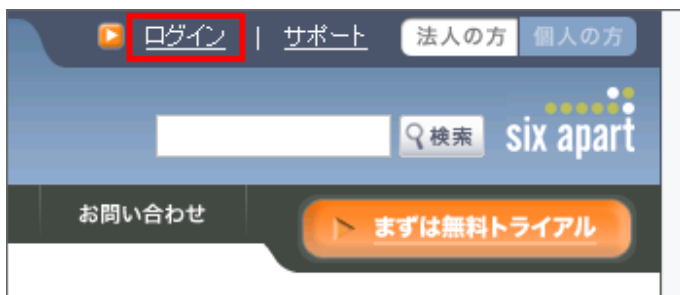 ログイン | サポート 法人の方 個人の方
検索 six apart
お問い合わせ まずは無料トライアル